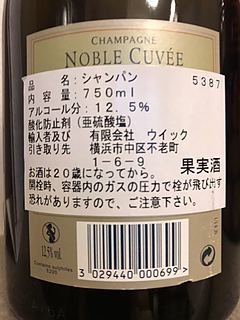 CHAMPAGNE
NOBLE CUVÉE
5387
品名:シャンパン
内容量:750ml
アルコール分:12.5%
酸化防止剤(亜硫酸塩)
輸入者及び 有限会社 ウイック
引き取り先 横浜市中区不老町
1-6-9 果実酒
お酒は20歳になってから。
開栓時、容器内のガスの圧力で栓が飛び出す
恐れがありますので、ご注意下さい。
12,5% vol
Contains sulphites
3 029440 000699 >